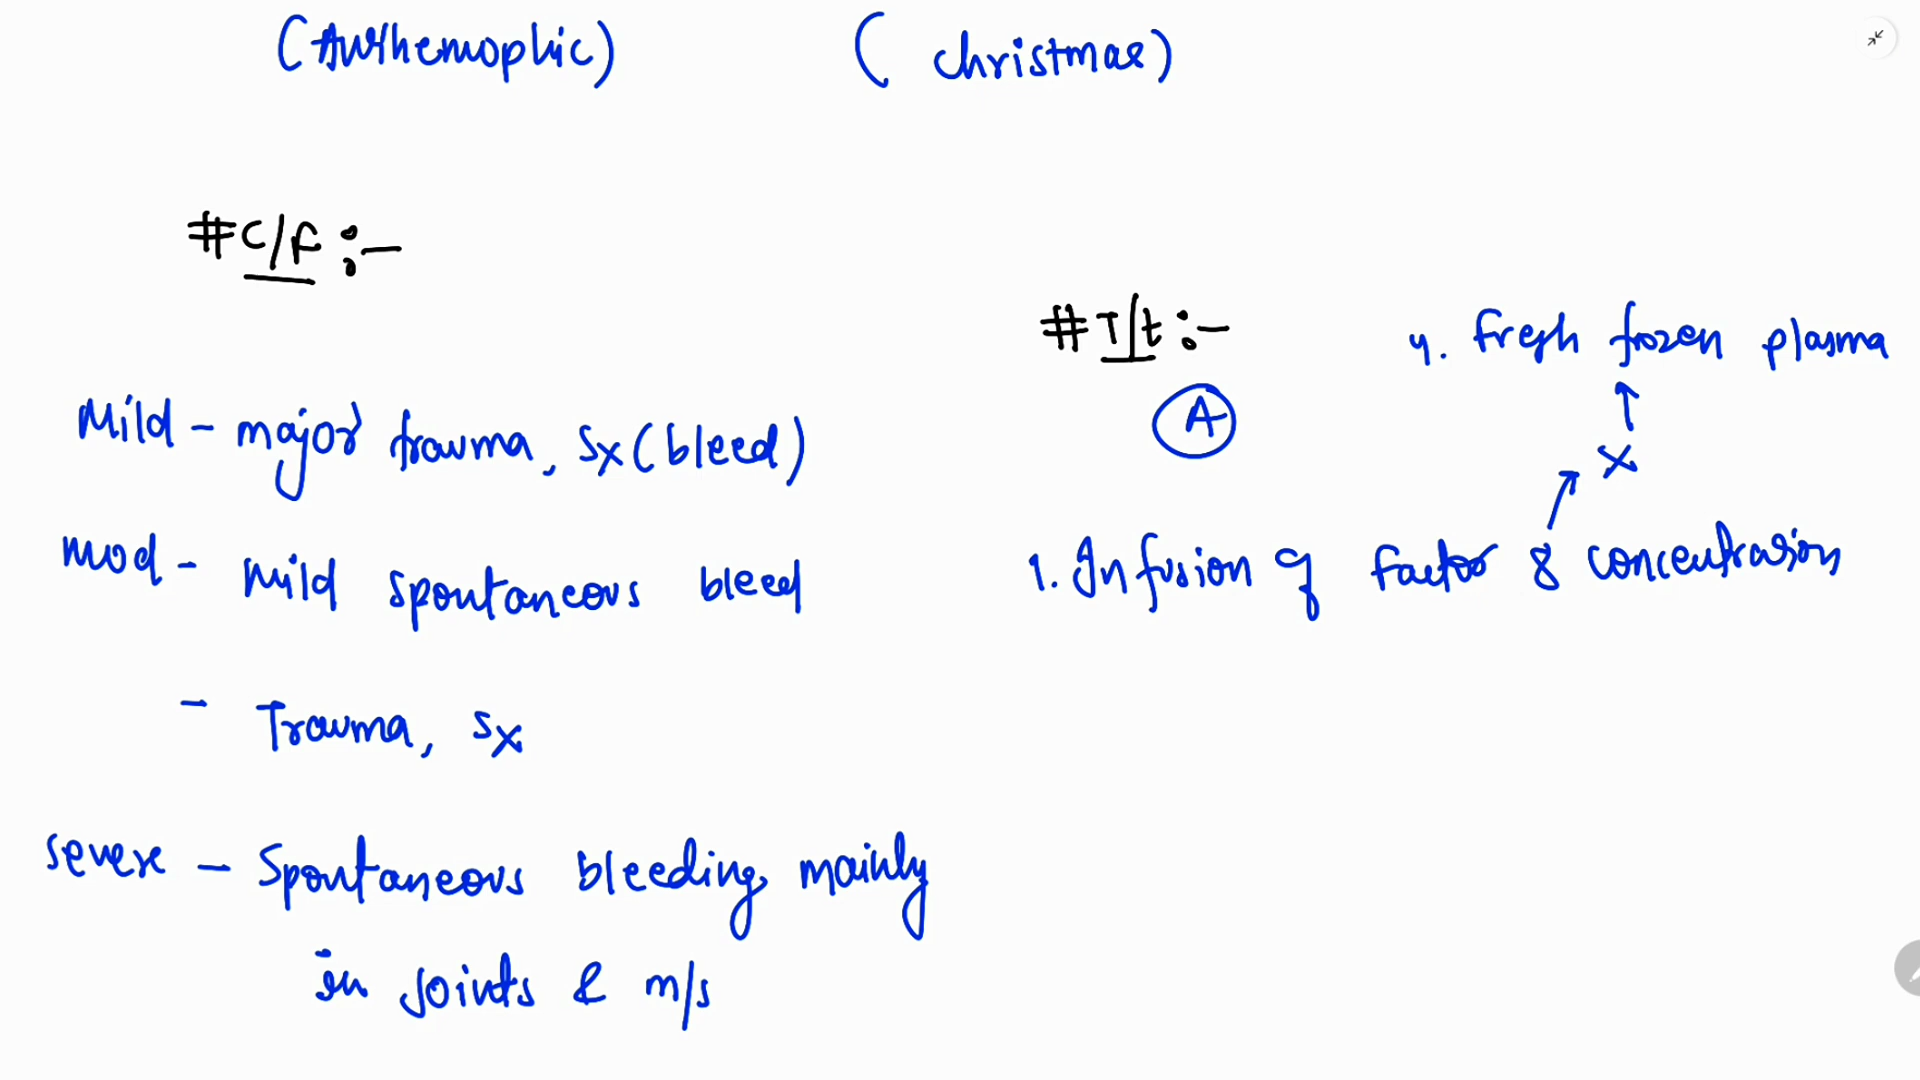 (Anthemophic) (christmas)
#C/F :-
Mild - major trauma, Sx (bleed)
mod - mild spontaneous bleed
- Trauma, Sx
severe - Spontaneous bleeding mainly
in Joints & m/s
#T/t :-
A
4. fresh frozen plasma
x
1. Infusion of factor 8 concentration